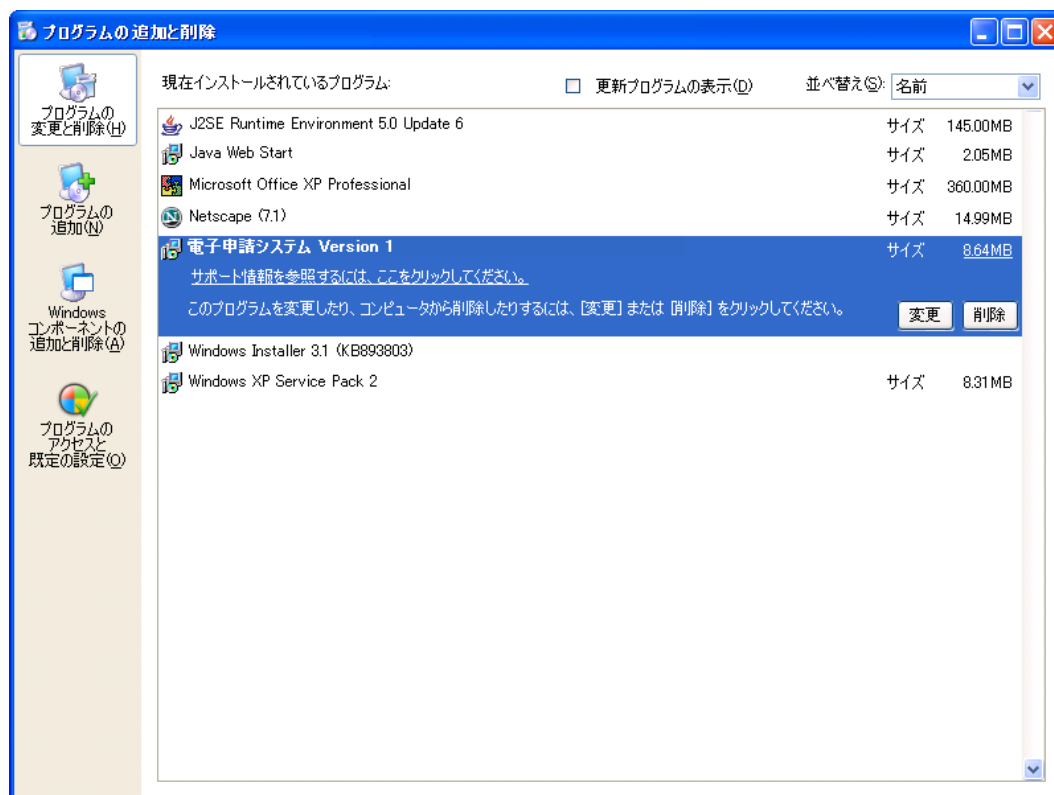 プログラムの追加と削除
プログラムの
変更と削除(H)
プログラムの
追加(N)
Windows
コンポーネントの
追加と削除(A)
プログラムの
アクセスと
既定の設定(O)
現在インストールされているプログラム:
更新プログラムの表示(D)
並べ替え(S): 名前
J2SE Runtime Environment 5.0 Update 6 サイズ 145.00MB
Java Web Start サイズ 2.05MB
Microsoft Office XP Professional サイズ 360.00MB
Netscape (7.1) サイズ 14.99MB
電子申請システム Version 1 サイズ 8.64MB
サポート情報を参照するには、ここをクリックしてください。
このプログラムを変更したり、コンピュータから削除したりするには、[変更] または [削除] をクリックしてください。 変更 削除
Windows Installer 3.1 (KB893803)
Windows XP Service Pack 2 サイズ 8.31MB